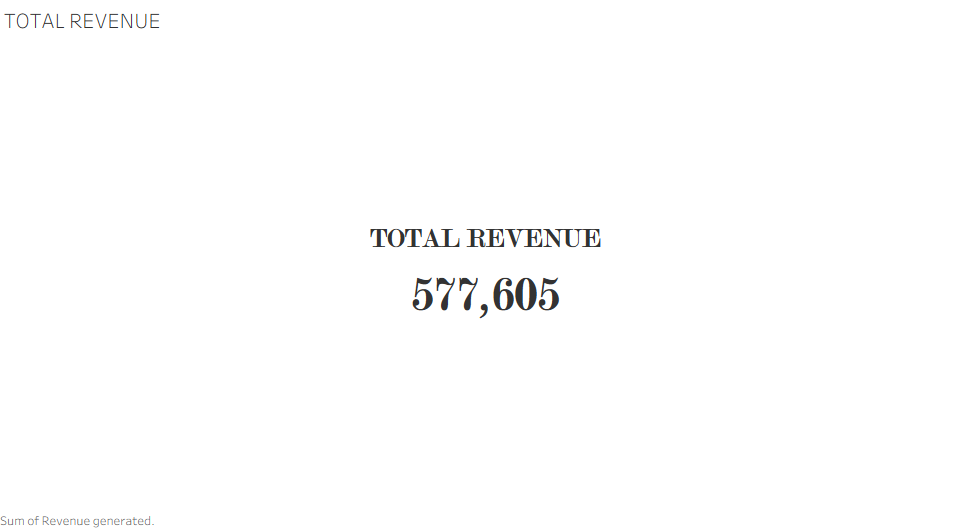 TOTAL REVENUE
TOTAL REVENUE
577,605
Sum of Revenue generated.